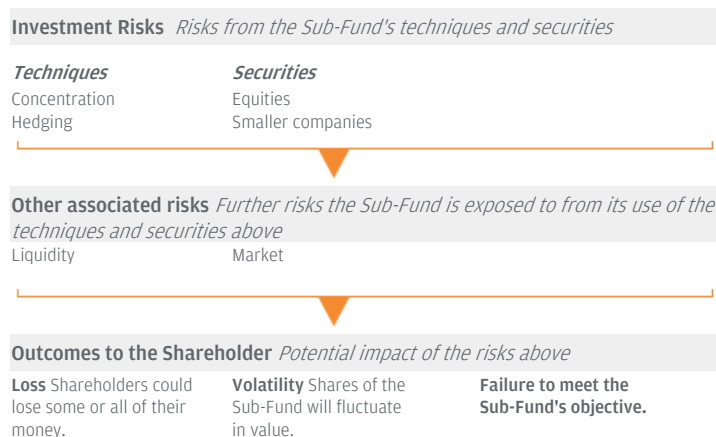 Investment Risks Risks from the Sub-Fund's techniques and securities
Techniques Securities
Concentration Equities
Hedging Smaller companies
Other associated risks Further risks the Sub-Fund is exposed to from its use of the
techniques and securities above
Liquidity Market
Outcomes to the Shareholder Potential impact of the risks above
Loss Shareholders could
lose some or all of their
money.
Volatility Shares of the
Sub-Fund will fluctuate
in value.
Failure to meet the
Sub-Fund's objective.